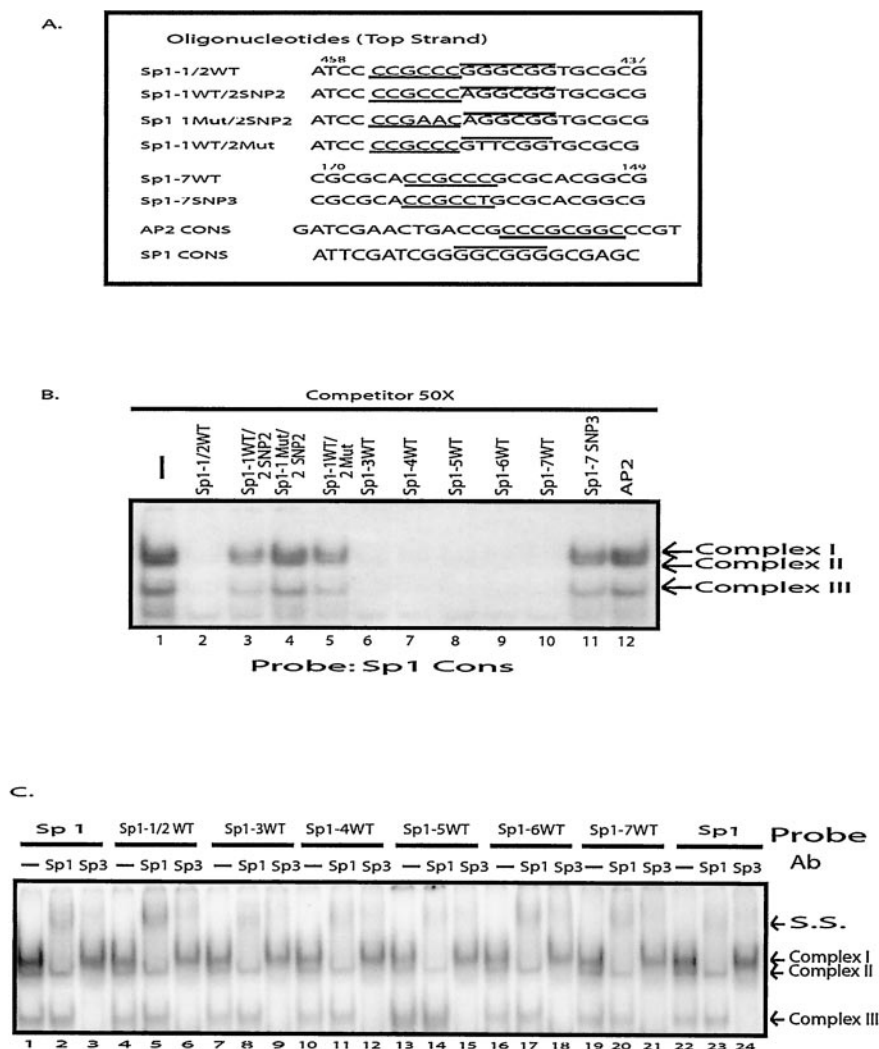 A.
Oligonucleotides (Top Strand)
458 437
Sp1-1/2WT ATCC CCGCCCGGGCGGTGCGCG
Sp1-1WT/2SNP2 ATCC CCGCCCAGGCGGTGCGCG
Sp1 1Mut/2SNP2 ATCC CCGAACAGGCGGTGCGCG
Sp1-1WT/2Mut ATCC CCGCCCGTTCGGTGCGCG
170 149
Sp1-7WT CGCGCACCGCCCGCGCACGGCG
Sp1-7SNP3 CGCGCACCGCCTGCGCACGGCG
AP2 CONS GATCGAACTGACCGCCCGCGGCCCGT
SP1 CONS ATTCGATCGGGGCGGGGCGAGC
B.
Competitor 50X
—
Sp1-1/2WT
Sp1-1WT/
2 SNP2
Sp1-1 Mut/
2 SNP2
Sp1-1WT/
2 Mut
Sp1-3WT
Sp1-4WT
Sp1-5WT
Sp1-6WT
Sp1-7WT
Sp1-7 SNP3
AP2
Complex I
Complex II
Complex III
1 2 3 4 5 6 7 8 9 10 11 12
Probe: Sp1 Cons
C.
Sp 1 Sp1-1/2 WT Sp1-3WT Sp1-4WT Sp1-5WT Sp1-6WT Sp1-7WT Sp1 Probe
— Sp1 Sp3 — Sp1 Sp3 — Sp1 Sp3 — Sp1 Sp3 — Sp1 Sp3 — Sp1 Sp3 — Sp1 Sp3 — Sp1 Sp3 Ab
S.S.
Complex I
Complex II
Complex III
1 2 3 4 5 6 7 8 9 10 11 12 13 14 15 16 17 18 19 20 21 22 23 24